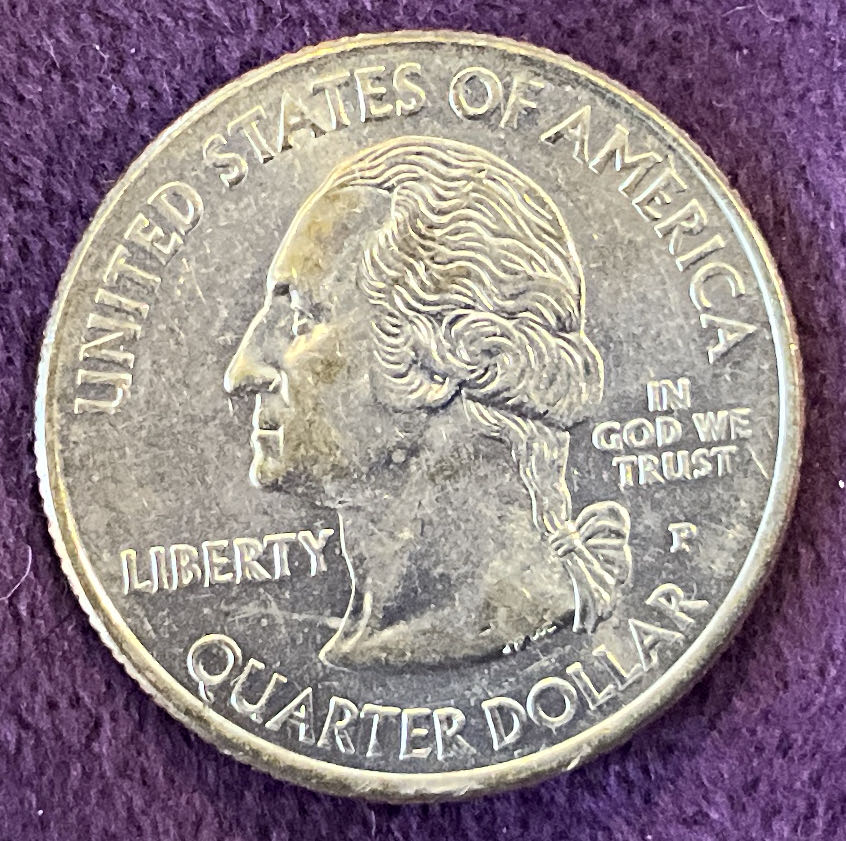 UNITED STATES OF AMERICA
IN
GOD WE
TRUST
LIBERTY
P
QUARTER DOLLAR